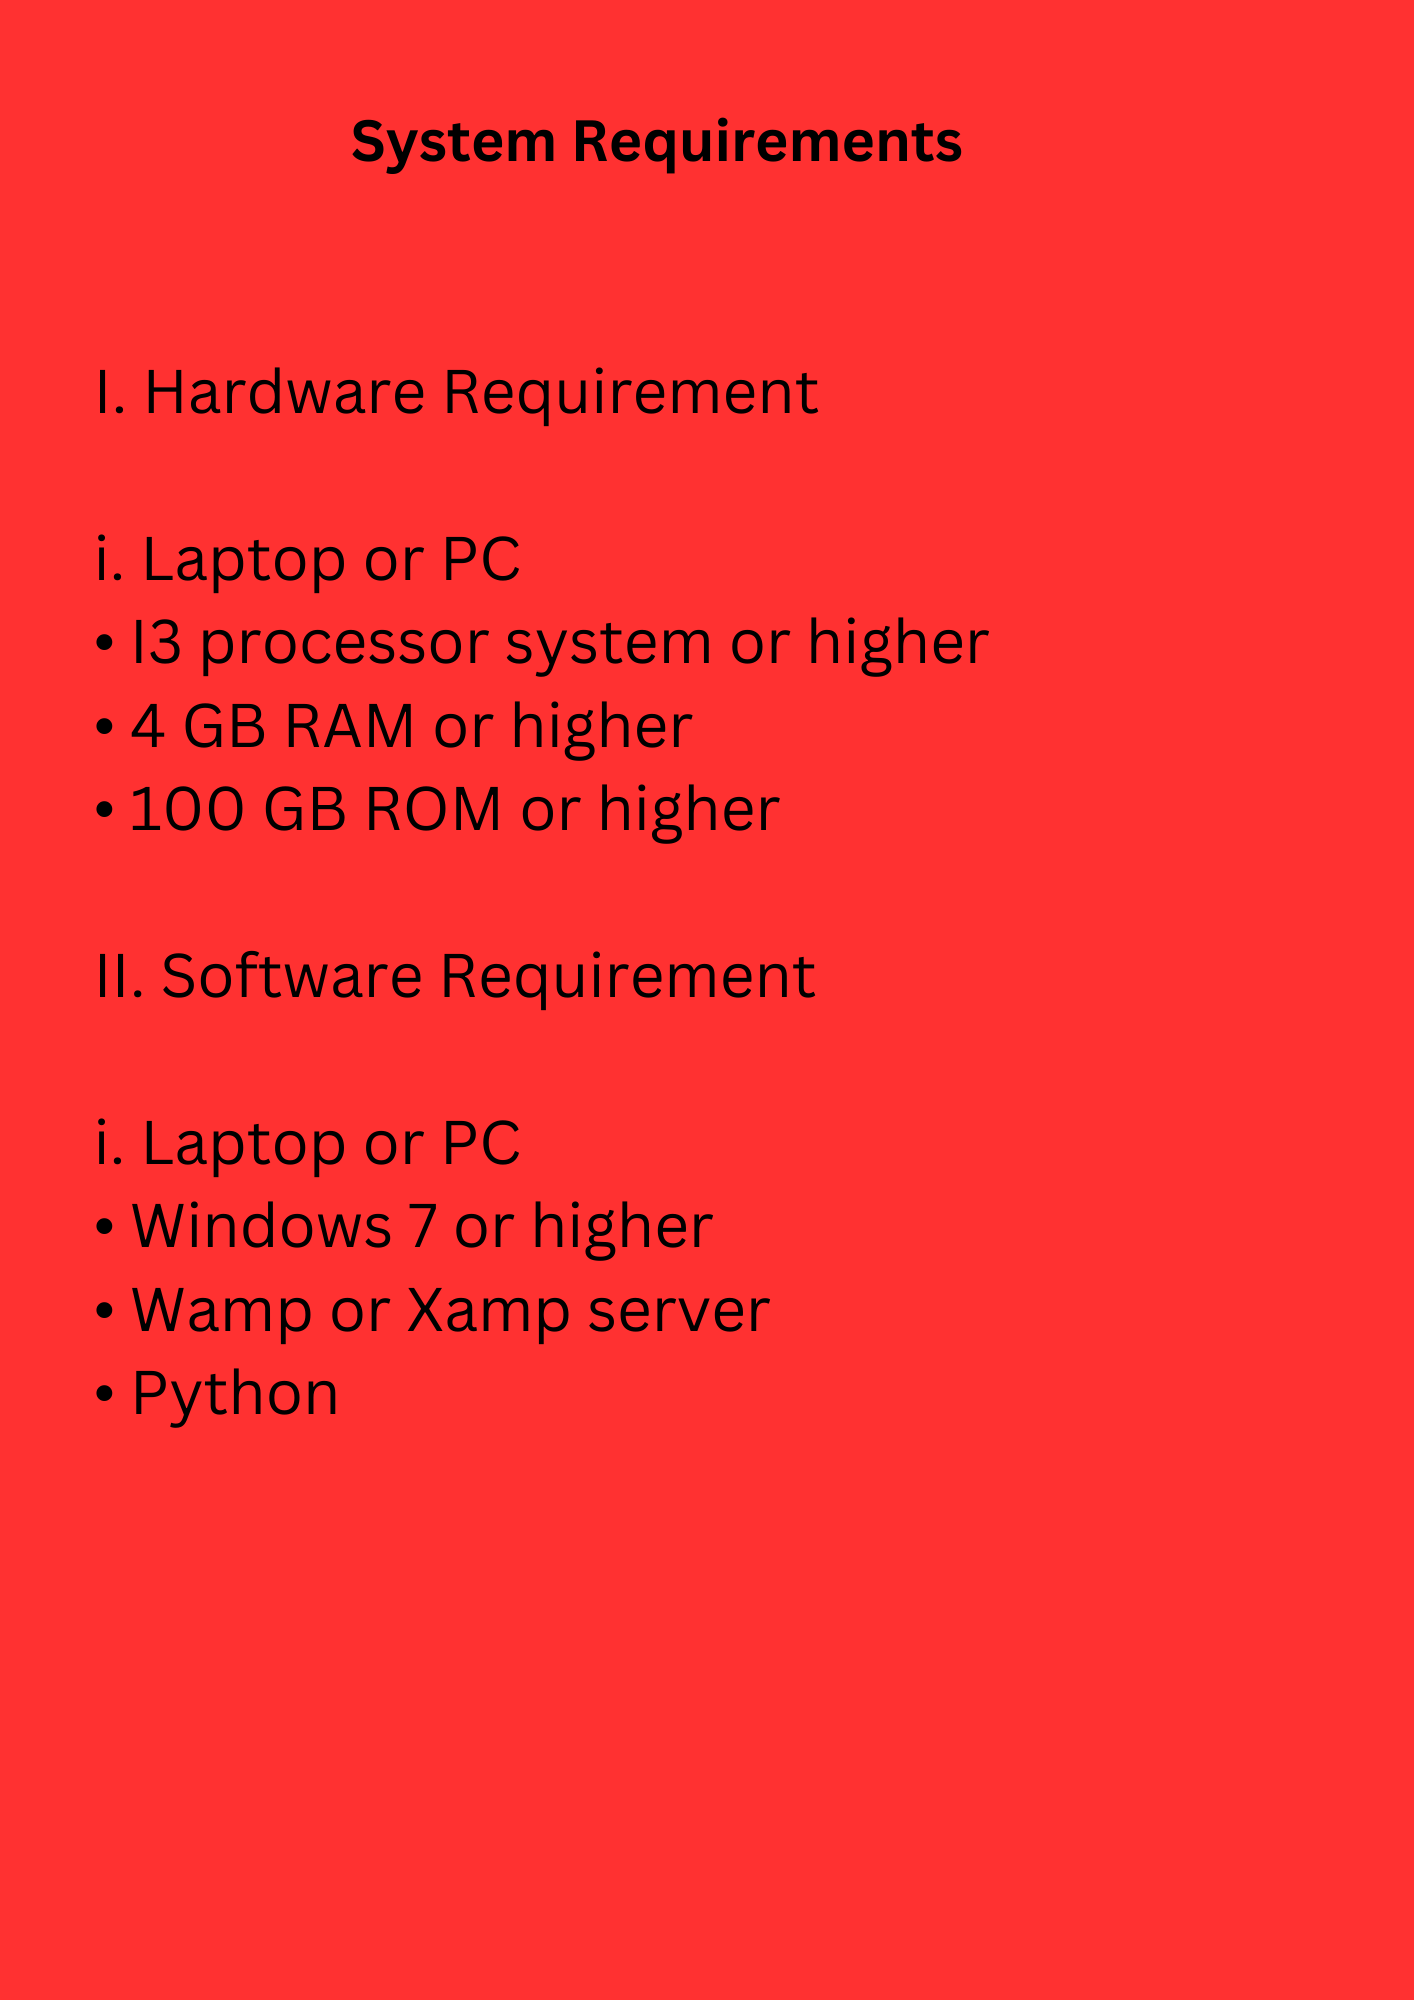 System Requirements
I. Hardware Requirement
i. Laptop or PC
• I3 processor system or higher
• 4 GB RAM or higher
• 100 GB ROM or higher
II. Software Requirement
i. Laptop or PC
• Windows 7 or higher
• Wamp or Xamp server
• Python